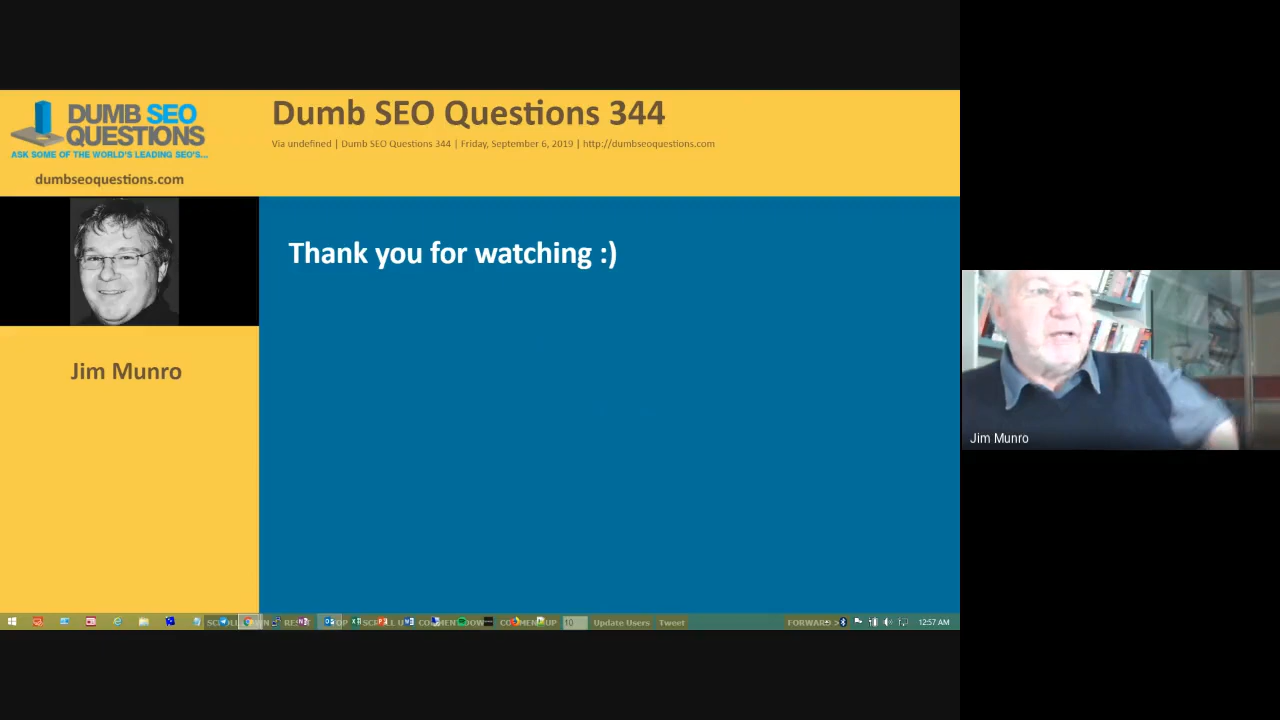 DUMB SEO
QUESTIONS
ASK SOME OF THE WORLD'S LEADING SEO'S...
dumbseoquestions.com
Dumb SEO Questions 344
Via undefined | Dumb SEO Questions 344 | Friday, September 6, 2019 | http://dumbseoquestions.com
Thank you for watching :)
Jim Munro
Jim Munro
10 Update Users Tweet FORWARD > 12:57 AM